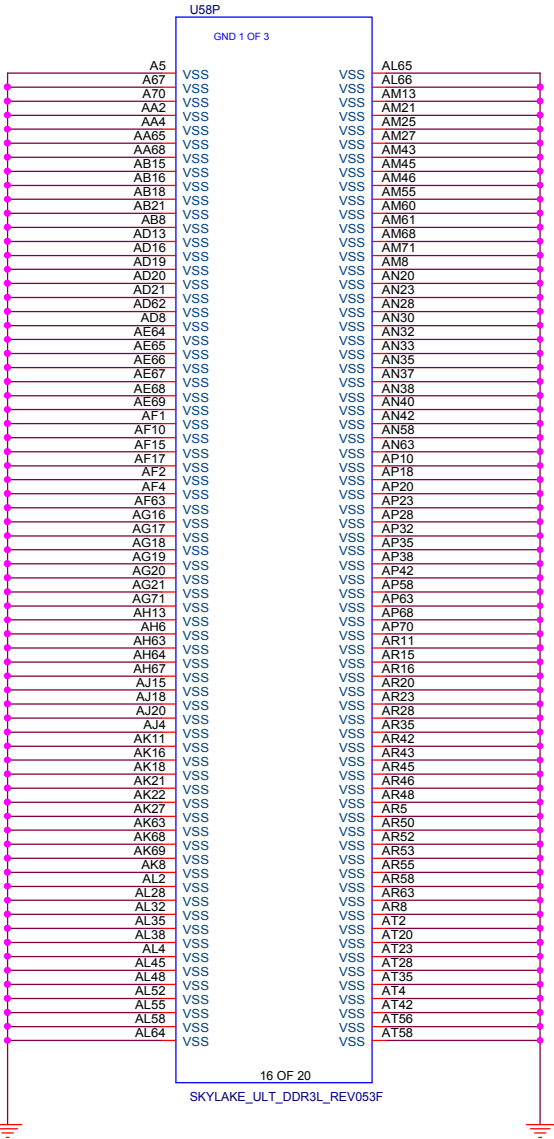 U58P
GND 1 OF 3
A5 VSS VSS AL65
A67 VSS VSS AL66
A70 VSS VSS AM13
AA2 VSS VSS AM21
AA4 VSS VSS AM25
AA65 VSS VSS AM27
AA68 VSS VSS AM43
AB15 VSS VSS AM45
AB16 VSS VSS AM46
AB18 VSS VSS AM55
AB21 VSS VSS AM60
AB8 VSS VSS AM61
AD13 VSS VSS AM68
AD16 VSS VSS AM71
AD19 VSS VSS AM8
AD20 VSS VSS AN20
AD21 VSS VSS AN23
AD62 VSS VSS AN28
AD8 VSS VSS AN30
AE64 VSS VSS AN32
AE65 VSS VSS AN33
AE66 VSS VSS AN35
AE67 VSS VSS AN37
AE68 VSS VSS AN38
AE69 VSS VSS AN40
AF1 VSS VSS AN42
AF10 VSS VSS AN58
AF15 VSS VSS AN63
AF17 VSS VSS AP10
AF2 VSS VSS AP18
AF4 VSS VSS AP20
AF63 VSS VSS AP23
AG16 VSS VSS AP28
AG17 VSS VSS AP32
AG18 VSS VSS AP35
AG19 VSS VSS AP38
AG20 VSS VSS AP42
AG21 VSS VSS AP58
AG71 VSS VSS AP63
AH13 VSS VSS AP68
AH6 VSS VSS AP70
AH63 VSS VSS AR11
AH64 VSS VSS AR15
AH67 VSS VSS AR16
AJ15 VSS VSS AR20
AJ18 VSS VSS AR23
AJ20 VSS VSS AR28
AJ4 VSS VSS AR35
AK11 VSS VSS AR42
AK16 VSS VSS AR43
AK18 VSS VSS AR45
AK21 VSS VSS AR46
AK22 VSS VSS AR48
AK27 VSS VSS AR5
AK63 VSS VSS AR50
AK68 VSS VSS AR52
AK69 VSS VSS AR53
AK8 VSS VSS AR55
AL2 VSS VSS AR58
AL28 VSS VSS AR63
AL32 VSS VSS AR8
AL35 VSS VSS AT2
AL38 VSS VSS AT20
AL4 VSS VSS AT23
AL45 VSS VSS AT28
AL48 VSS VSS AT35
AL52 VSS VSS AT4
AL55 VSS VSS AT42
AL58 VSS VSS AT56
AL64 VSS VSS AT58
16 OF 20
SKYLAKE_ULT_DDR3L_REV053F